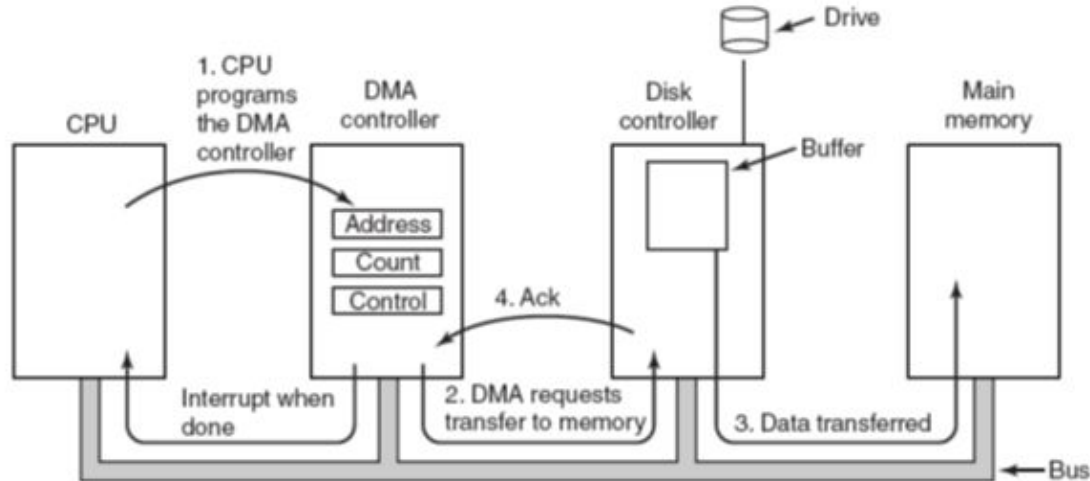 Drive
1. CPU
programs
the DMA
controller
DMA
controller
Disk
controller
Main
memory
CPU
Buffer
Address
Count
Control
4. Ack
Interrupt when
done
2. DMA requests
transfer to memory
3. Data transferred
Bus